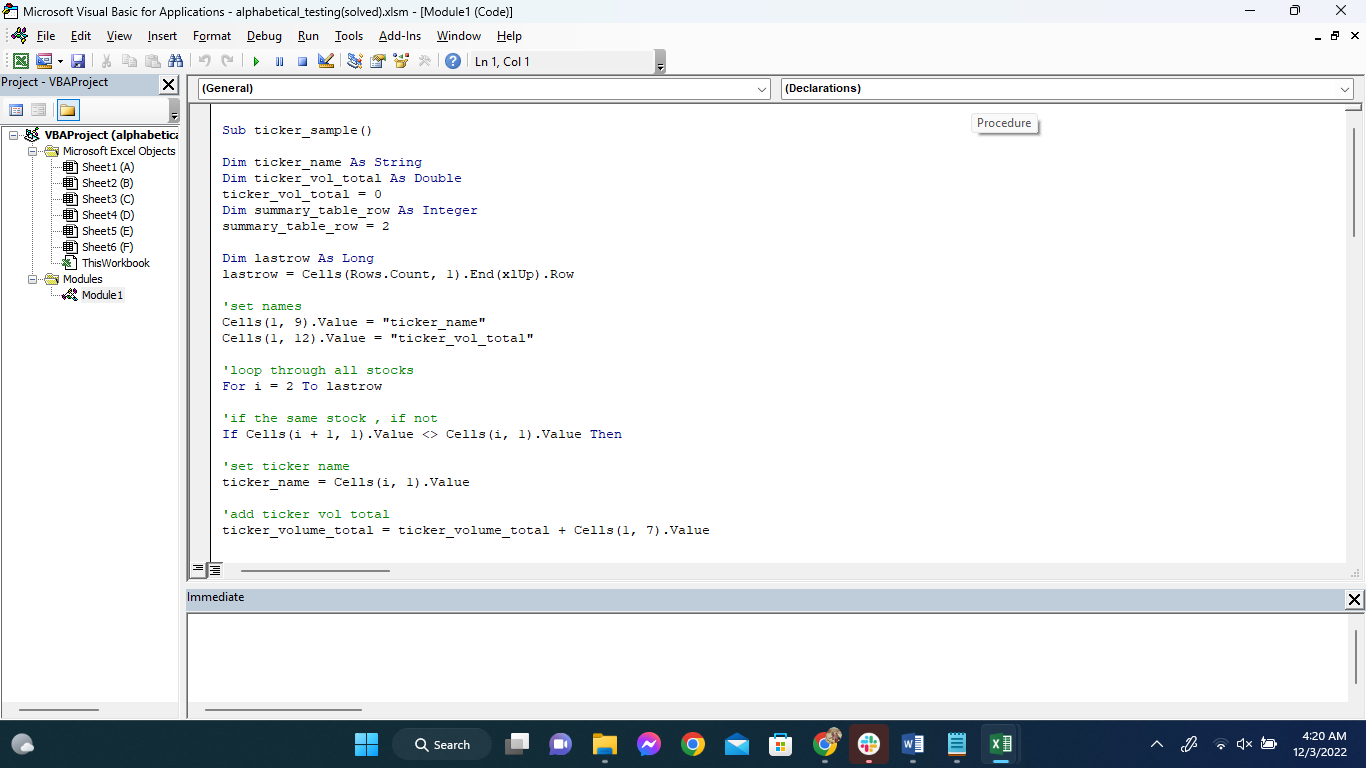 Microsoft Visual Basic for Applications - alphabetical_testing(solved).xlsm - [Module1 (Code)]
File Edit View Insert Format Debug Run Tools Add-Ins Window Help
Ln 1, Col 1
Project - VBAProject
(General)
(Declarations)
Procedure
VBAProject (alphabetica
Microsoft Excel Objects
Sheet1 (A)
Sheet2 (B)
Sheet3 (C)
Sheet4 (D)
Sheet5 (E)
Sheet6 (F)
ThisWorkbook
Modules
Module1
Sub ticker_sample()
Dim ticker_name As String
Dim ticker_vol_total As Double
ticker_vol_total = 0
Dim summary_table_row As Integer
summary_table_row = 2
Dim lastrow As Long
lastrow = Cells(Rows.Count, 1).End(xlUp).Row
'set names
Cells(1, 9).Value = "ticker_name"
Cells(1, 12).Value = "ticker_vol_total"
'loop through all stocks
For i = 2 To lastrow
'if the same stock , if not
If Cells(i + 1, 1).Value <> Cells(i, 1).Value Then
'set ticker name
ticker_name = Cells(i, 1).Value
'add ticker vol total
ticker_volume_total = ticker_volume_total + Cells(1, 7).Value
Immediate
Search
4:20 AM
12/3/2022